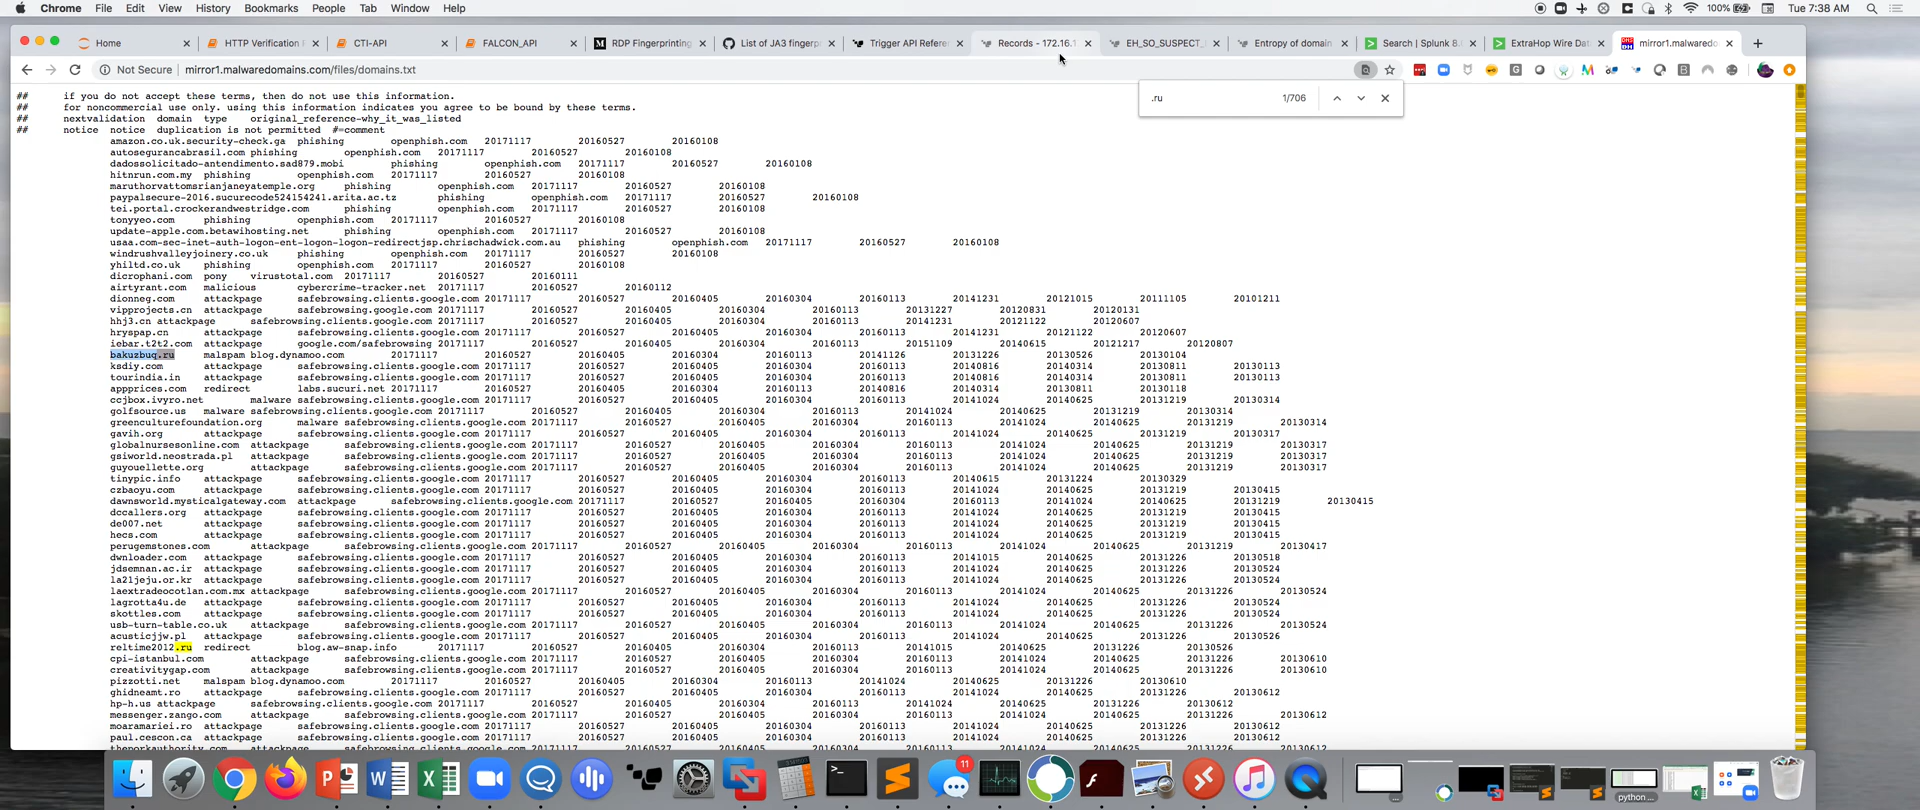 Chrome File Edit View History Bookmarks People Tab Window Help 100% Tue 7:38 AM
Home HTTP Verification CTI-API FALCON_API RDP Fingerprinting List of JA3 fingerp Trigger API Refere Records - 172.16.1 EH_SO_SUSPECT_ Entropy of domain Search | Splunk 8. ExtraHop Wire Dat mirror1.malwaredo
Not Secure mirror1.malwaredomains.com/files/domains.txt
.ru 1/706
## if you do not accept these terms, then do not use this information.
## for noncommercial use only. using this information indicates you agree to be bound by these terms.
## nextvalidation domain type original_reference-why_it_was_listed
## notice notice duplication is not permitted #=comment
amazon.co.uk.security-check.ga phishing openphish.com 20171117 20160527 20160108
autosegurancabrasil.com phishing openphish.com 20171117 20160527 20160108
dadossolicitado-antendimento.sad879.mobi phishing openphish.com 20171117 20160527 20160108
hitnrun.com.my phishing openphish.com 20171117 20160527 20160108
maruthorvattomsrianjaneyatemple.org phishing openphish.com 20171117 20160527 20160108
paypalsecure-2016.sucurecode524154241.arita.ac.tz phishing openphish.com 20171117 20160527 20160108
tei.portal.crockerandwestridge.com phishing openphish.com 20171117 20160527 20160108
tonyyeo.com phishing openphish.com 20171117 20160527 20160108
update-apple.com.betawihosting.net phishing openphish.com 20171117 20160527 20160108
usaa.com-sec-inet-auth-logon-ent-logon-logon-redirectjsp.chrischadwick.com.au phishing openphish.com 20171117 20160527 20160108
windrushvalleyjoinery.co.uk phishing openphish.com 20171117 20160527 20160108
yhiltd.co.uk phishing openphish.com 20171117 20160527 20160108
dicrophani.com pony virustotal.com 20171117 20160527 20160111
airtyrant.com malicious cybercrime-tracker.net 20171117 20160527 20160112
dionneg.com attackpage safebrowsing.clients.google.com 20171117 20160527 20160405 20160304 20160113 20141231 20121015 20111105 20101211
vipprojects.cn attackpage safebrowsing.clients.google.com 20171117 20160527 20160405 20160304 20160113 20131227 20120831 20120131
hhj3.cn attackpage safebrowsing.clients.google.com 20171117 20160527 20160405 20160304 20160113 20141231 20121122 20120607
hryspap.cn attackpage safebrowsing.clients.google.com 20171117 20160527 20160405 20160304 20160113 20141231 20121122 20120607
iebar.t2t2.com attackpage google.com/safebrowsing 20171117 20160527 20160405 20160304 20160113 20151109 20140615 20121217 20120807
bakuzbuq.ru malspam blog.dynamoo.com 20171117 20160527 20160405 20160304 20160113 20141126 20131226 20130526 20130104
ksdiy.com attackpage safebrowsing.clients.google.com 20171117 20160527 20160405 20160304 20160113 20140816 20140314 20130811 20130113
tourindia.in attackpage safebrowsing.clients.google.com 20171117 20160527 20160405 20160304 20160113 20140816 20140314 20130811 20130113
appprices.com redirect labs.sucuri.net 20171117 20160527 20160405 20160304 20160113 20140816 20140314 20130811 20130118
ccjbox.ivyro.net malware safebrowsing.clients.google.com 20171117 20160527 20160405 20160304 20160113 20141024 20140625 20131219 20130314
golfsource.us malware safebrowsing.clients.google.com 20171117 20160527 20160405 20160304 20160113 20141024 20140625 20131219 20130314
greenculturefoundation.org malware safebrowsing.clients.google.com 20171117 20160527 20160405 20160304 20160113 20141024 20140625 20131219 20130314
gavih.org attackpage safebrowsing.clients.google.com 20171117 20160527 20160405 20160304 20160113 20141024 20140625 20131219 20130317
globalnursesonline.com attackpage safebrowsing.clients.google.com 20171117 20160527 20160405 20160304 20160113 20141024 20140625 20131219 20130317
gsiworld.neostrada.pl attackpage safebrowsing.clients.google.com 20171117 20160527 20160405 20160304 20160113 20141024 20140625 20131219 20130317
guyouellette.org attackpage safebrowsing.clients.google.com 20171117 20160527 20160405 20160304 20160113 20141024 20140625 20131219 20130317
tinypic.info attackpage safebrowsing.clients.google.com 20171117 20160527 20160405 20160304 20160113 20140615 20131224 20130329
czbaoyu.com attackpage safebrowsing.clients.google.com 20171117 20160527 20160405 20160304 20160113 20141024 20140625 20131219 20130415
dawnsworld.mysticalgateway.com attackpage safebrowsing.clients.google.com 20171117 20160527 20160405 20160304 20160113 20141024 20140625 20131219 20130415
dccallers.org attackpage safebrowsing.clients.google.com 20171117 20160527 20160405 20160304 20160113 20141024 20140625 20131219 20130415
de007.net attackpage safebrowsing.clients.google.com 20171117 20160527 20160405 20160304 20160113 20141024 20140625 20131219 20130415
hecs.com attackpage safebrowsing.clients.google.com 20171117 20160527 20160405 20160304 20160113 20141024 20140625 20131219 20130415
perugemstones.com attackpage safebrowsing.clients.google.com 20171117 20160527 20160405 20160304 20160113 20141024 20140625 20131219 20130417
dwnloader.com attackpage safebrowsing.clients.google.com 20171117 20160527 20160405 20160304 20160113 20141015 20140625 20131226 20130518
jdsemnan.ac.ir attackpage safebrowsing.clients.google.com 20171117 20160527 20160405 20160304 20160113 20141024 20140625 20131226 20130524
la21jeju.or.kr attackpage safebrowsing.clients.google.com 20171117 20160527 20160405 20160304 20160113 20141024 20140625 20131226 20130524
laextradeocotlan.com.mx attackpage safebrowsing.clients.google.com 20171117 20160527 20160405 20160304 20160113 20141024 20140625 20131226 20130524
lagrotta4u.de attackpage safebrowsing.clients.google.com 20171117 20160527 20160405 20160304 20160113 20141024 20140625 20131226 20130524
skottles.com attackpage safebrowsing.clients.google.com 20171117 20160527 20160405 20160304 20160113 20141024 20140625 20131226 20130524
usb-turn-table.co.uk attackpage safebrowsing.clients.google.com 20171117 20160527 20160405 20160304 20160113 20141024 20140625 20131226 20130524
acusticjjw.pl attackpage safebrowsing.clients.google.com 20171117 20160527 20160405 20160304 20160113 20141024 20140625 20131226 20130524
reltime2012.ru redirect blog.aw-snap.info 20171117 20160527 20160405 20160304 20160113 20141015 20140625 20131226 20130526
cpi-istanbul.com attackpage safebrowsing.clients.google.com 20171117 20160527 20160405 20160304 20160113 20141024 20140625 20131226 20130610
creativitygap.com attackpage safebrowsing.clients.google.com 20171117 20160527 20160405 20160304 20160113 20141024 20140625 20131226 20130610
pizzotti.net malspam blog.dynamoo.com 20171117 20160527 20160405 20160304 20160113 20141024 20140625 20131226 20130610
ghidneamt.ro attackpage safebrowsing.clients.google.com 20171117 20160527 20160405 20160304 20160113 20141024 20140625 20131226 20130612
hp-h.us attackpage safebrowsing.clients.google.com 20171117 20160527 20160405 20160304 20160113 20141024 20140625 20131226 20130612
messenger.zango.com attackpage safebrowsing.clients.google.com 20171117 20160527 20160405 20160304 20160113 20141024 20140625 20131226 20130612
moaramariei.ro attackpage safebrowsing.clients.google.com 20171117 20160527 20160405 20160304 20160113 20141024 20140625 20131226 20130612
paul.cescon.ca attackpage safebrowsing.clients.google.com 20171117 20160527 20160405 20160304 20160113 20141024 20140625 20131226 20130612
theporkauthority.com attackpage safebrowsing.clients.google.com 20171117 20160527 20160405 20160304 20160113 20141024 20140625 20131226
11
python ...